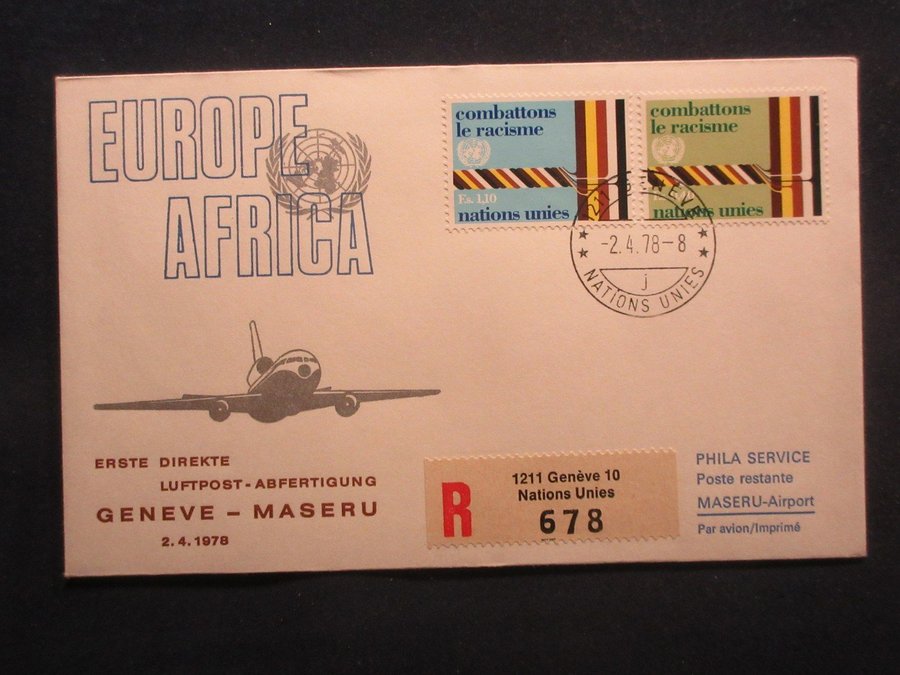 EUROPE
AFRICA
combattons
le racisme
F.s. 1,10
nations unies
combattons
le racisme
nations unies
1211 GENÈVE
-2.4.78-8
j
NATIONS UNIES
ERSTE DIREKTE
LUFTPOST-ABFERTIGUNG
GENEVE - MASERU
2.4.1978
R
1211 Genève 10
Nations Unies
678
PHILA SERVICE
Poste restante
MASERU-Airport
Par avion/Imprimé